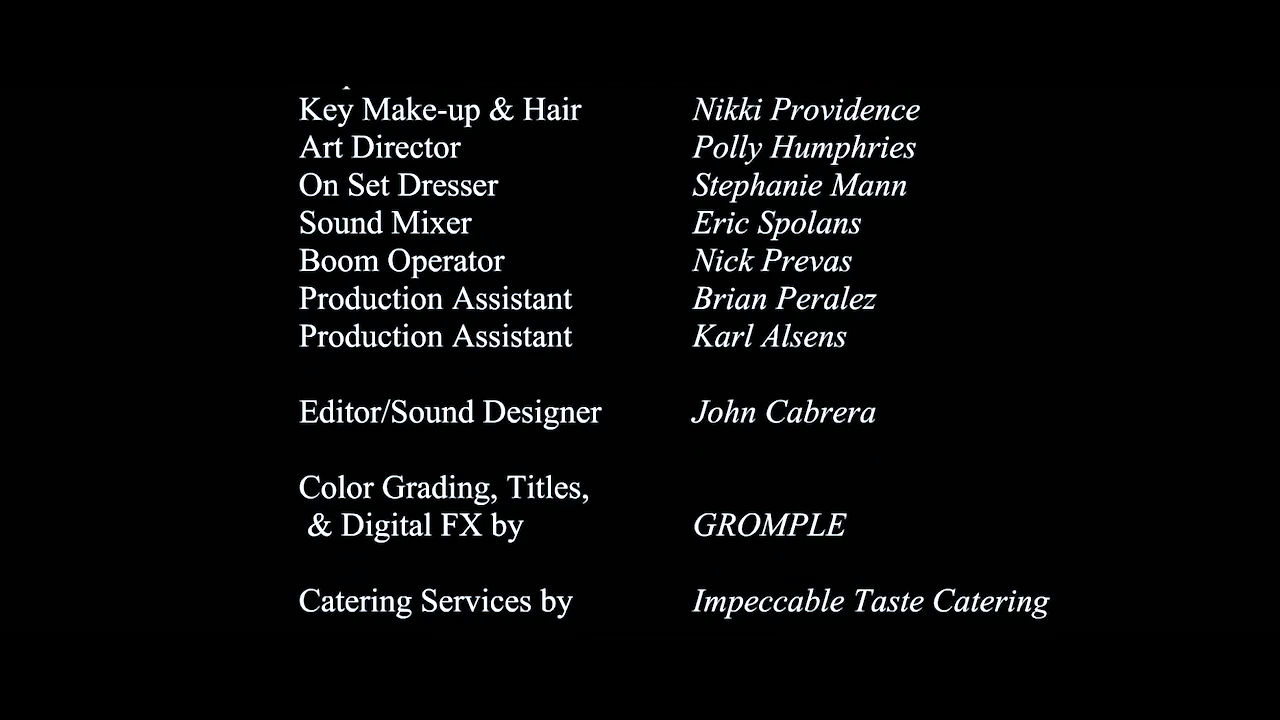 Key Make-up & Hair Nikki Providence
Art Director Polly Humphries
On Set Dresser Stephanie Mann
Sound Mixer Eric Spolans
Boom Operator Nick Prevas
Production Assistant Brian Peralez
Production Assistant Karl Alsens
Editor/Sound Designer John Cabrera
Color Grading, Titles,
& Digital FX by GROMPLE
Catering Services by Impeccable Taste Catering